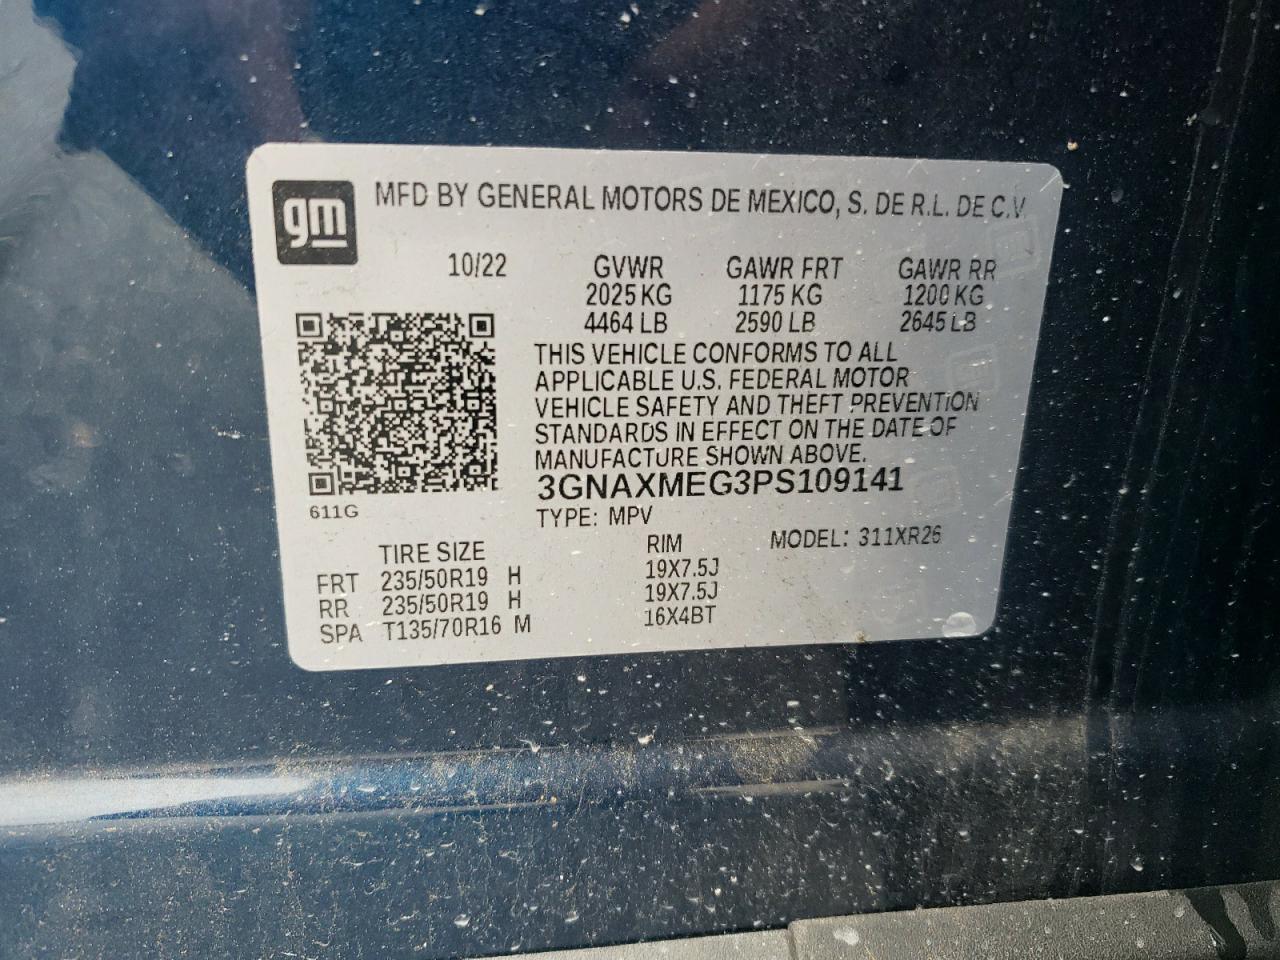 gm
MFD BY GENERAL MOTORS DE MEXICO, S. DE R.L. DE C.V.
10/22 GVWR GAWR FRT GAWR RR
2025 KG 1175 KG 1200 KG
4464 LB 2590 LB 2645 LB
THIS VEHICLE CONFORMS TO ALL
APPLICABLE U.S. FEDERAL MOTOR
VEHICLE SAFETY AND THEFT PREVENTION
STANDARDS IN EFFECT ON THE DATE OF
MANUFACTURE SHOWN ABOVE.
3GNAXMEG3PS109141
611G
TYPE: MPV
TIRE SIZE RIM MODEL: 311XR26
FRT 235/50R19 H 19X7.5J
RR 235/50R19 H 19X7.5J
SPA T135/70R16 M 16X4BT